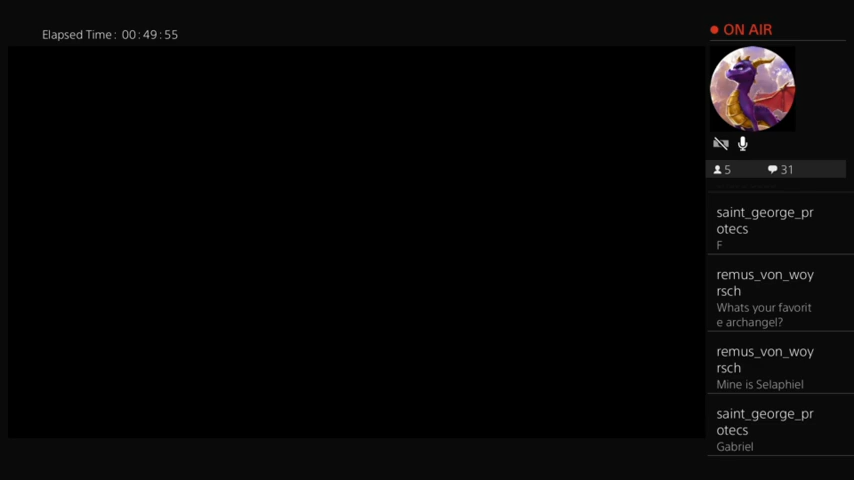 Elapsed Time: 00:49:55
ON AIR
5 31
saint_george_pr
otecs
F
remus_von_woy
rsch
Whats your favorit
e archangel?
remus_von_woy
rsch
Mine is Selaphiel
saint_george_pr
otecs
Gabriel